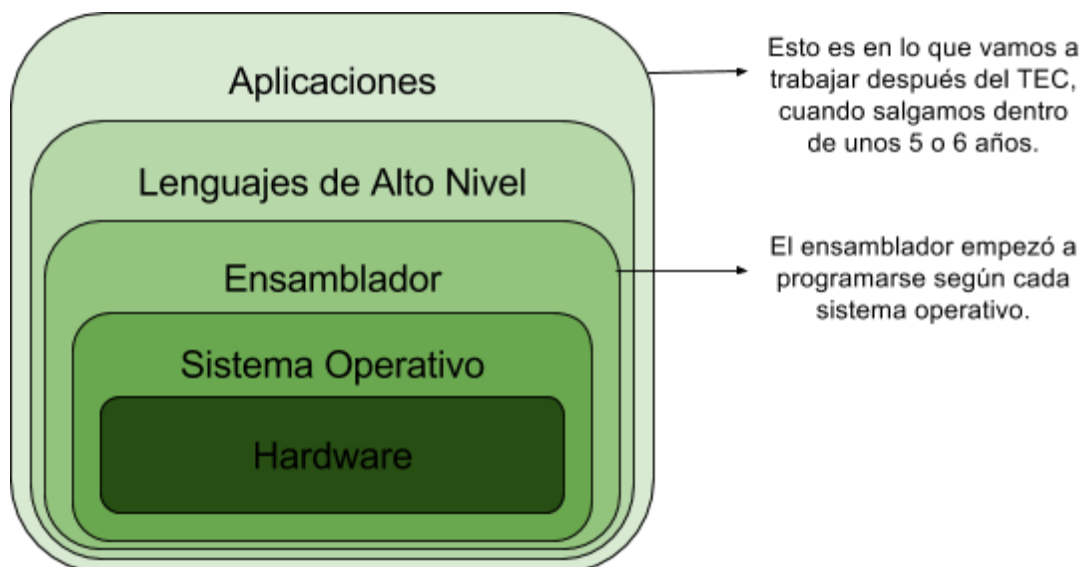 Aplicaciones
Esto es en lo que vamos a
trabajar después del TEC,
cuando salgamos dentro
de unos 5 o 6 años.
Lenguajes de Alto Nivel
Ensamblador
El ensamblador empezó a
programarse según cada
sistema operativo.
Sistema Operativo
Hardware